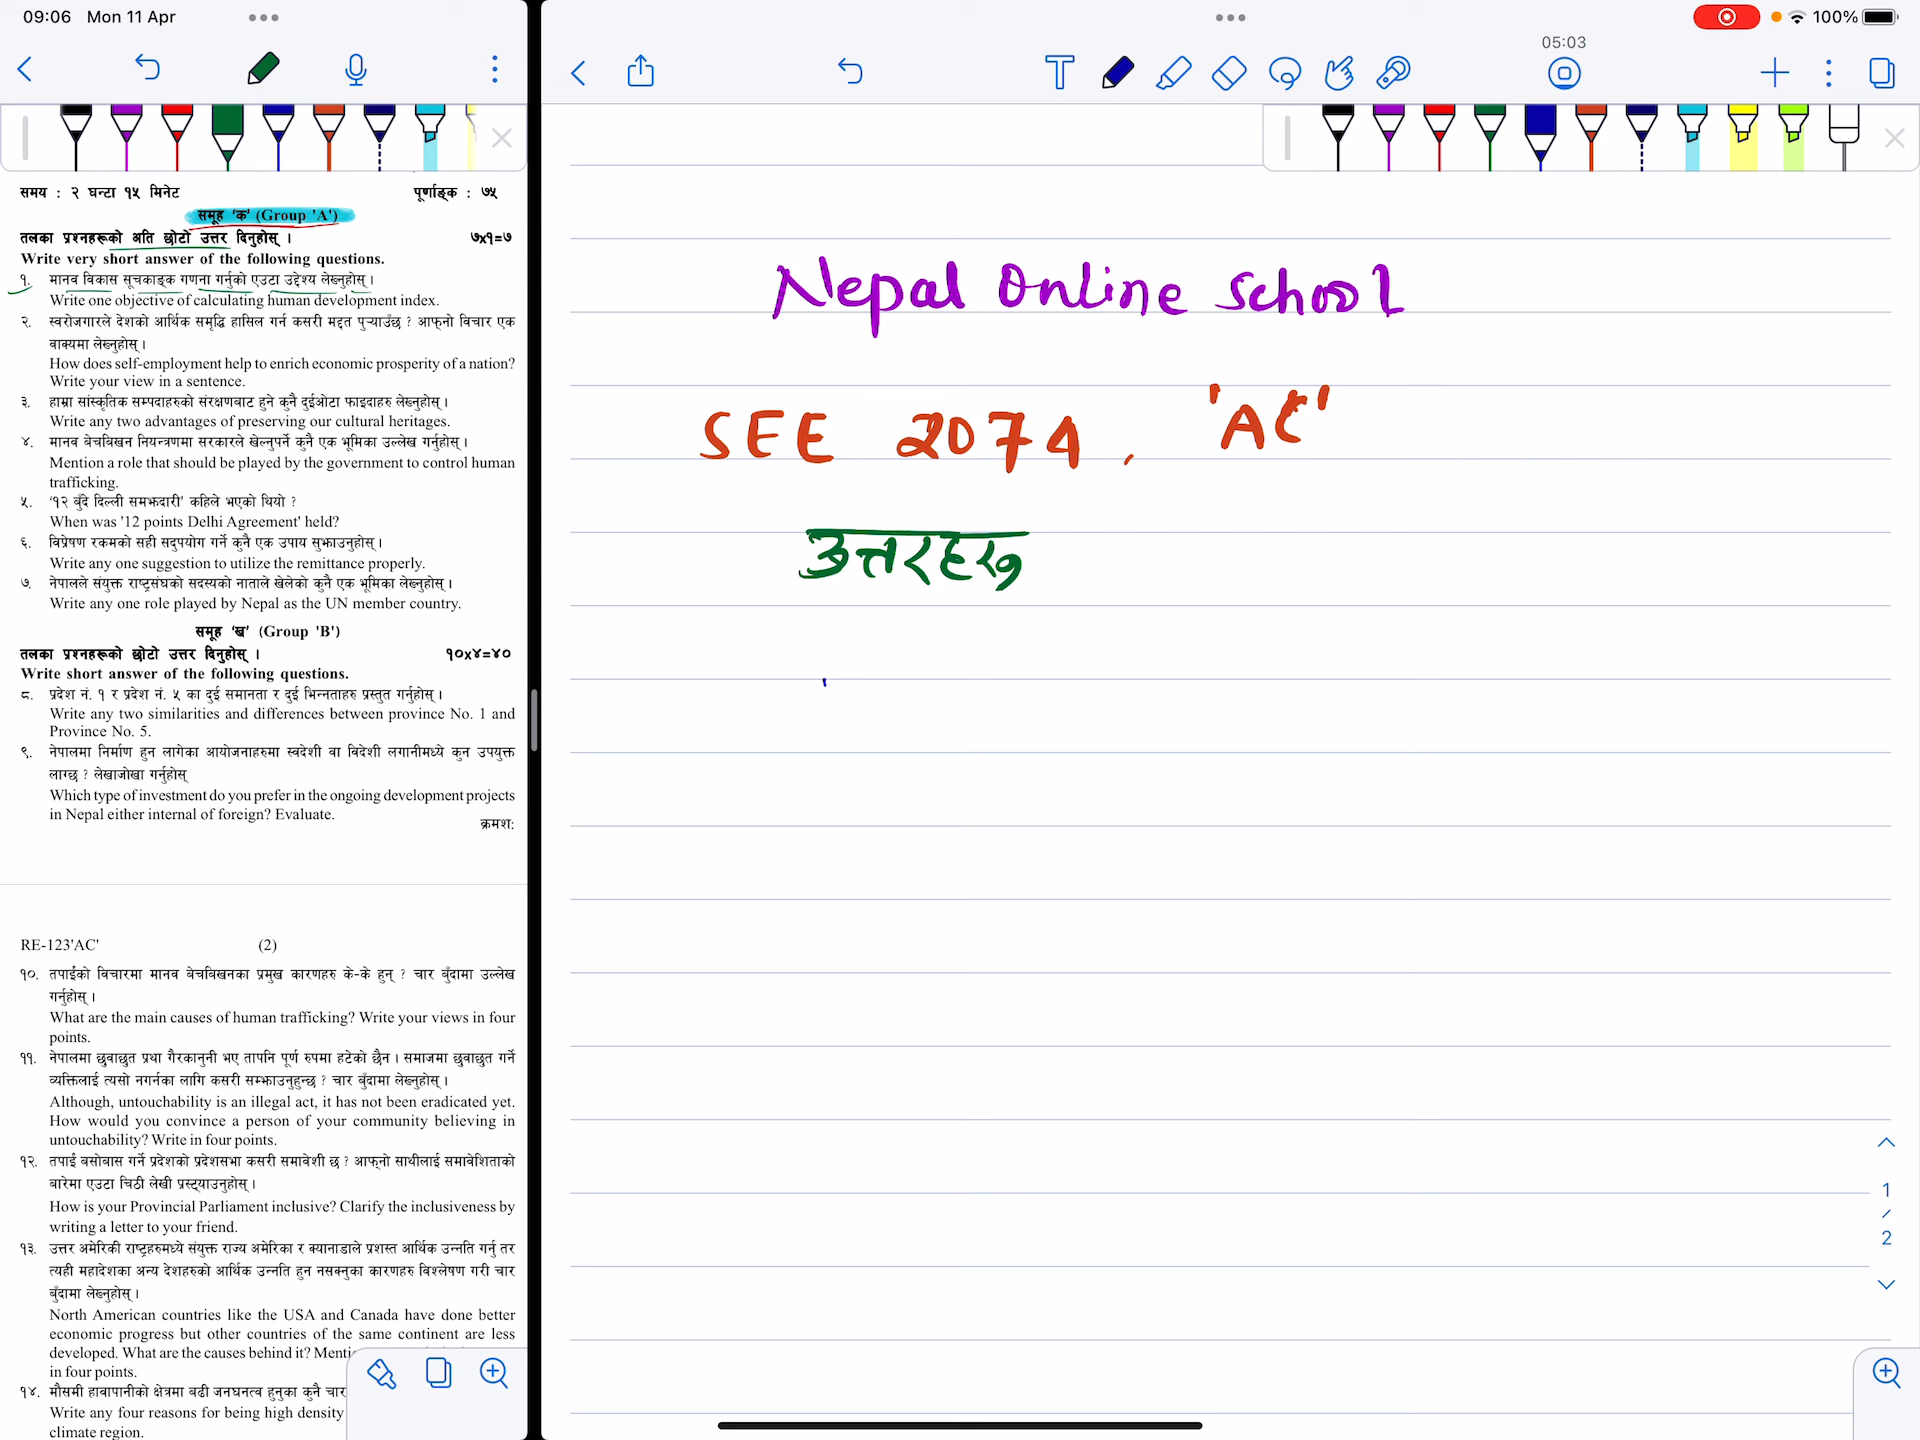 09:06 Mon 11 Apr
100%
05:03
समय : २ घन्टा १५ मिनेट पूर्णाङ्क : ७५
समूह 'क' (Group 'A')
तलका प्रश्नहरूको अति छोटो उत्तर दिनुहोस् । ७x१=७
Write very short answer of the following questions.
१. मानव विकास सूचकाङ्क गणना गर्नुको एउटा उद्देश्य लेख्नुहोस् ।
Write one objective of calculating human development index.
२. स्वरोजगारले देशको आर्थिक समृद्धि हासिल गर्न कसरी मद्दत पुऱ्याउँछ ? आफ्नो विचार एक
वाक्यमा लेख्नुहोस् ।
How does self-employment help to enrich economic prosperity of a nation?
Write your view in a sentence.
३. हाम्रा सांस्कृतिक सम्पदाहरुको संरक्षणबाट हुने कुनै दुईओटा फाइदाहरु लेख्नुहोस् ।
Write any two advantages of preserving our cultural heritages.
४. मानव बेचबिखन नियन्त्रणमा सरकारले खेल्नुपर्ने कुनै एक भूमिका उल्लेख गर्नुहोस् ।
Mention a role that should be played by the government to control human
trafficking.
५. '१२ बुँदे दिल्ली समझदारी' कहिले भएको थियो ?
When was '12 points Delhi Agreement' held?
६. विप्रेषण रकमको सही सदुपयोग गर्ने कुनै एक उपाय सुझाउनुहोस् ।
Write any one suggestion to utilize the remittance properly.
७. नेपालले संयुक्त राष्ट्रसंघको सदस्यको नाताले खेलेको कुनै एक भूमिका लेख्नुहोस् ।
Write any one role played by Nepal as the UN member country.
समूह 'ख' (Group 'B')
तलका प्रश्नहरूको छोटो उत्तर दिनुहोस् । १०x४=४०
Write short answer of the following questions.
८. प्रदेश नं. १ र प्रदेश नं. ५ का दुई समानता र दुई भिन्नताहरु प्रस्तुत गर्नुहोस् ।
Write any two similarities and differences between province No. 1 and
Province No. 5.
९. नेपालमा निर्माण हुन लागेका आयोजनाहरुमा स्वदेशी वा विदेशी लगानीमध्ये कुन उपयुक्त
लाग्छ ? लेखाजोखा गर्नुहोस्
Which type of investment do you prefer in the ongoing development projects
in Nepal either internal of foreign? Evaluate.
क्रमश:
RE-123'AC' (2)
१०. तपाईंको विचारमा मानव बेचबिखनका प्रमुख कारणहरु के-के हुन् ? चार बुँदामा उल्लेख
गर्नुहोस् ।
What are the main causes of human trafficking? Write your views in four
points.
११. नेपालमा छुवाछुत प्रथा गैरकानुनी भए तापनि पूर्ण रुपमा हटेको छैन । समाजमा छुवाछुत गर्ने
व्यक्तिलाई त्यसो नगर्नका लागि कसरी सम्झाउनुहुन्छ ? चार बुँदामा लेख्नुहोस् ।
Although, untouchability is an illegal act, it has not been eradicated yet.
How would you convince a person of your community believing in
untouchability? Write in four points.
१२. तपाईं बसोबास गर्ने प्रदेशको प्रदेशसभा कसरी समावेशी छ ? आफ्नो साथीलाई समावेशिताको
बारेमा एउटा चिठी लेखी प्रस्ट्याउनुहोस् ।
How is your Provincial Parliament inclusive? Clarify the inclusiveness by
writing a letter to your friend.
१३. उत्तर अमेरिकी राष्ट्रहरुमध्ये संयुक्त राज्य अमेरिका र क्यानाडाले प्रशस्त आर्थिक उन्नति गर्नु तर
त्यही महादेशका अन्य देशहरुको आर्थिक उन्नति हुन नसक्नुका कारणहरु विश्लेषण गरी चार
बुँदामा लेख्नुहोस् ।
North American countries like the USA and Canada have done better
economic progress but other countries of the same continent are less
developed. What are the causes behind it?
in four points.
१४. मौसमी हावापानीको क्षेत्रमा बढी जनघनत्व हुनुका कुनै चार
Write any four reasons for being high density
climate region.
Nepal Online School
SEE 2074, 'AC'
उत्तरहरु
1
/
2